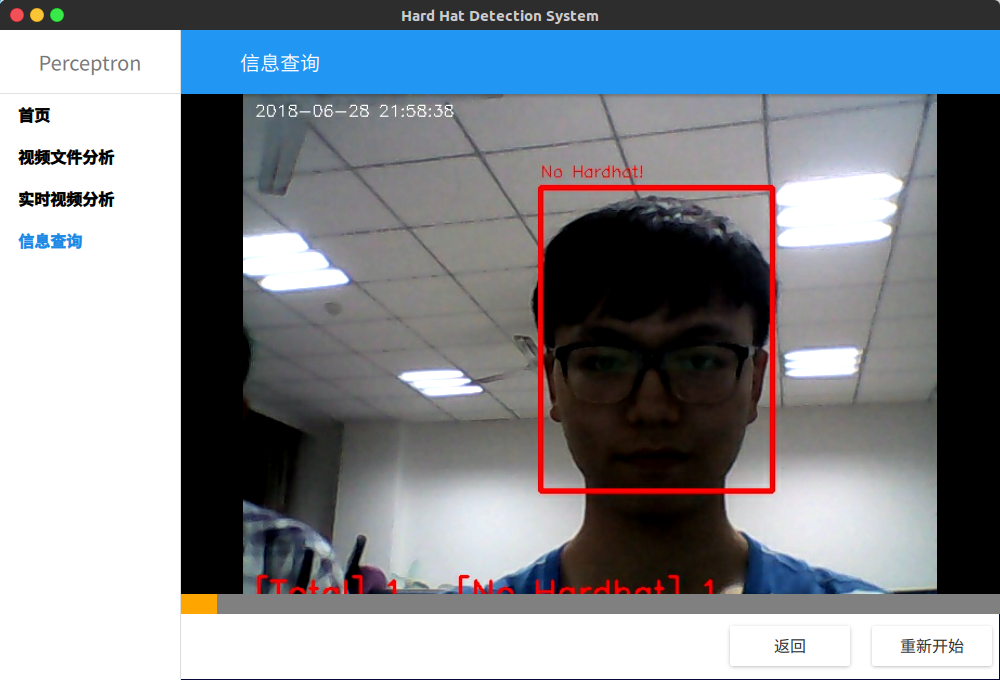 Hard Hat Detection System
Perceptron
信息查询
首页
视频文件分析
实时视频分析
信息查询
2018-06-28 21:58:38
No Hardhat!
[Total] 1 [No Hardhat] 1
返回
重新开始